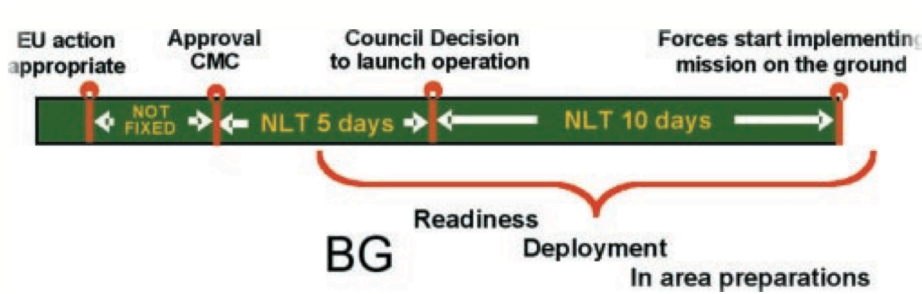 EU action
appropriate
Approval
CMC
Council Decision
to launch operation
Forces start implementing
mission on the ground
NOT
FIXED
NLT 5 days
NLT 10 days
Readiness
BG
Deployment
In area preparations